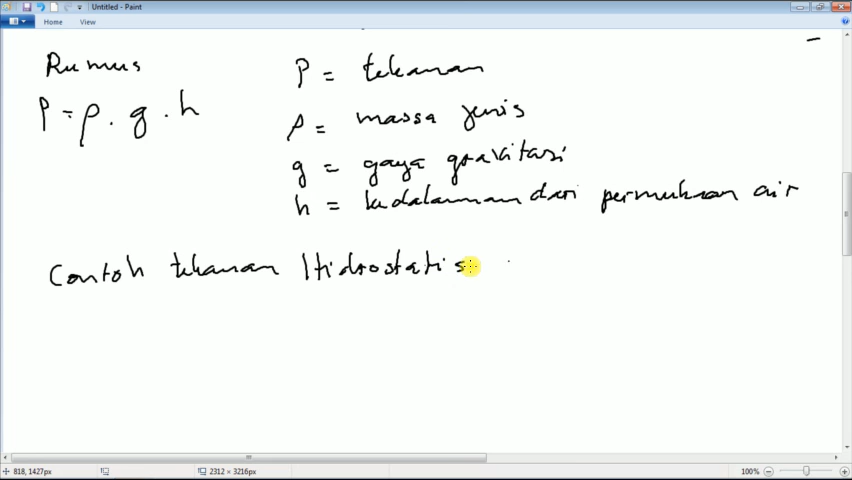 Untitled - Paint
Home View
Rumus
P = ρ . g . h
P = tekanan
ρ = massa jenis
g = gaya gravitasi
h = kedalaman dari permukaan air
Contoh tekanan Hidrostatis
818, 1427px
2312 × 3216px
100%